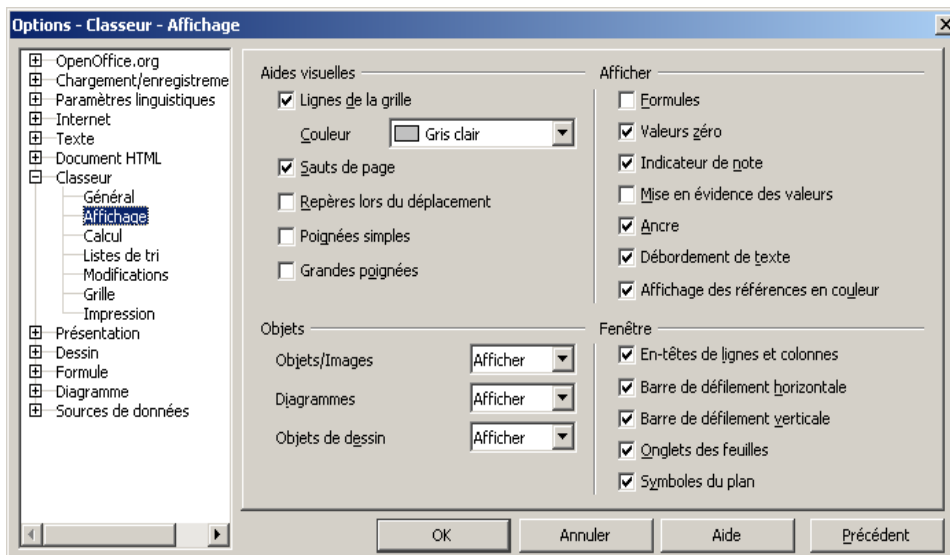 Options - Classeur - Affichage
OpenOffice.org
Chargement/enregistreme
Paramètres linguistiques
Internet
Texte
Document HTML
Classeur
Général
Affichage
Calcul
Listes de tri
Modifications
Grille
Impression
Présentation
Dessin
Formule
Diagramme
Sources de données
Aides visuelles
Lignes de la grille
Couleur Gris clair
Sauts de page
Repères lors du déplacement
Poignées simples
Grandes poignées
Afficher
Formules
Valeurs zéro
Indicateur de note
Mise en évidence des valeurs
Ancre
Débordement de texte
Affichage des références en couleur
Objets
Objets/Images Afficher
Diagrammes Afficher
Objets de dessin Afficher
Fenêtre
En-têtes de lignes et colonnes
Barre de défilement horizontale
Barre de défilement verticale
Onglets des feuilles
Symboles du plan
OK Annuler Aide Précédent